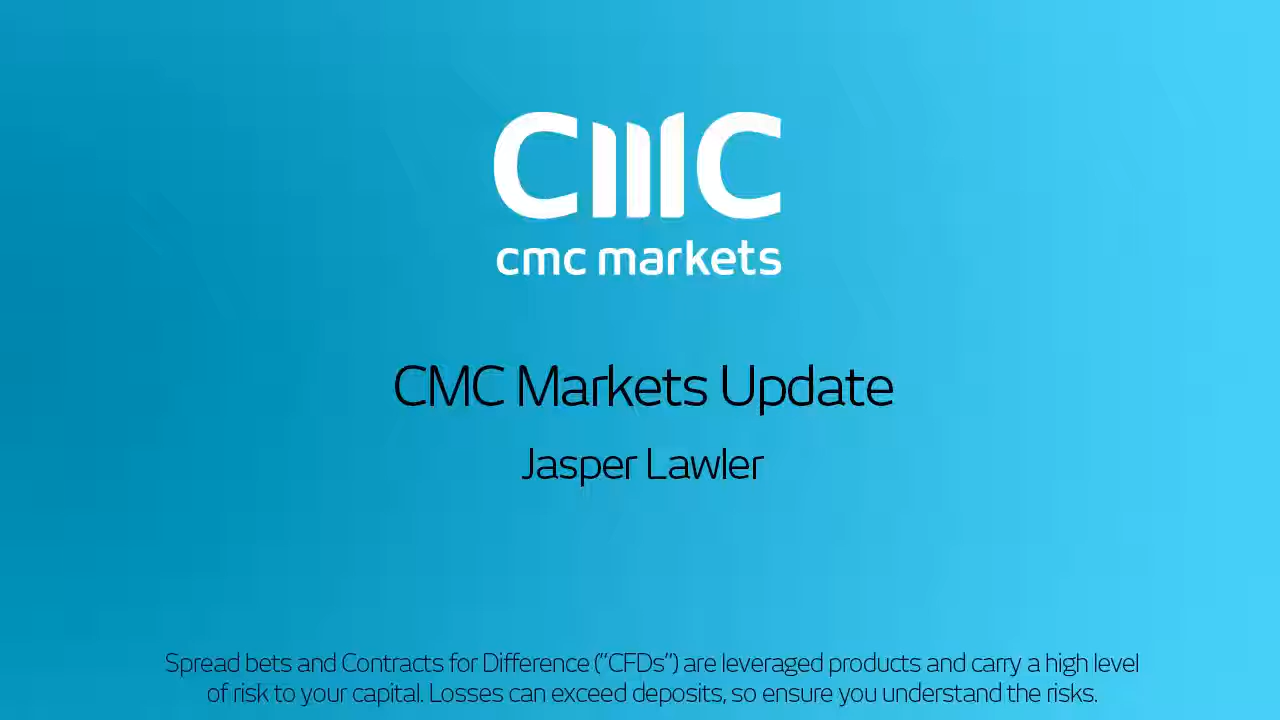 CMC
cmc markets
CMC Markets Update
Jasper Lawler
Spread bets and Contracts for Difference (“CFDs”) are leveraged products and carry a high level
of risk to your capital. Losses can exceed deposits, so ensure you understand the risks.